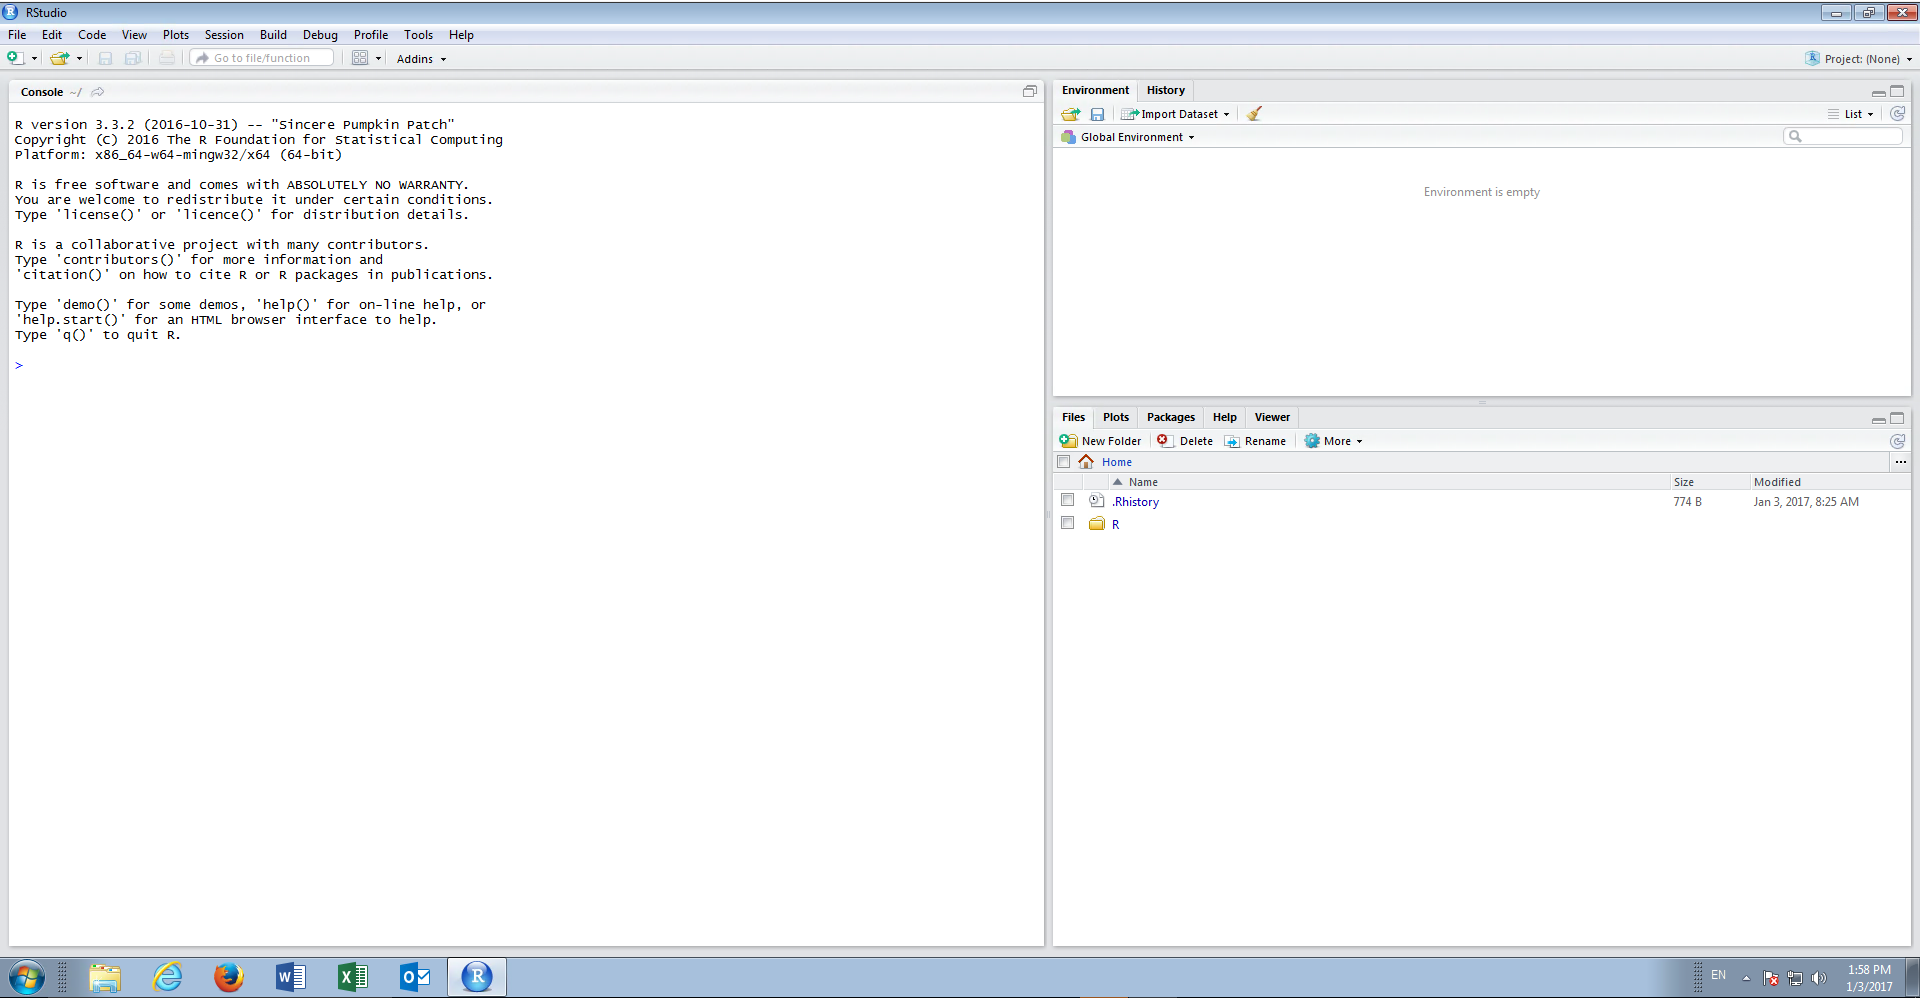 RStudio
File Edit Code View Plots Session Build Debug Profile Tools Help
Go to file/function Addins Project: (None)
Console ~/
R version 3.3.2 (2016-10-31) -- "Sincere Pumpkin Patch"
Copyright (C) 2016 The R Foundation for Statistical Computing
Platform: x86_64-w64-mingw32/x64 (64-bit)
R is free software and comes with ABSOLUTELY NO WARRANTY.
You are welcome to redistribute it under certain conditions.
Type 'license()' or 'licence()' for distribution details.
R is a collaborative project with many contributors.
Type 'contributors()' for more information and
'citation()' on how to cite R or R packages in publications.
Type 'demo()' for some demos, 'help()' for on-line help, or
'help.start()' for an HTML browser interface to help.
Type 'q()' to quit R.
>
Environment History
Import Dataset List
Global Environment
Environment is empty
Files Plots Packages Help Viewer
New Folder Delete Rename More
Home ...
Name Size Modified
.Rhistory 774 B Jan 3, 2017, 8:25 AM
R
EN 1:58 PM
1/3/2017